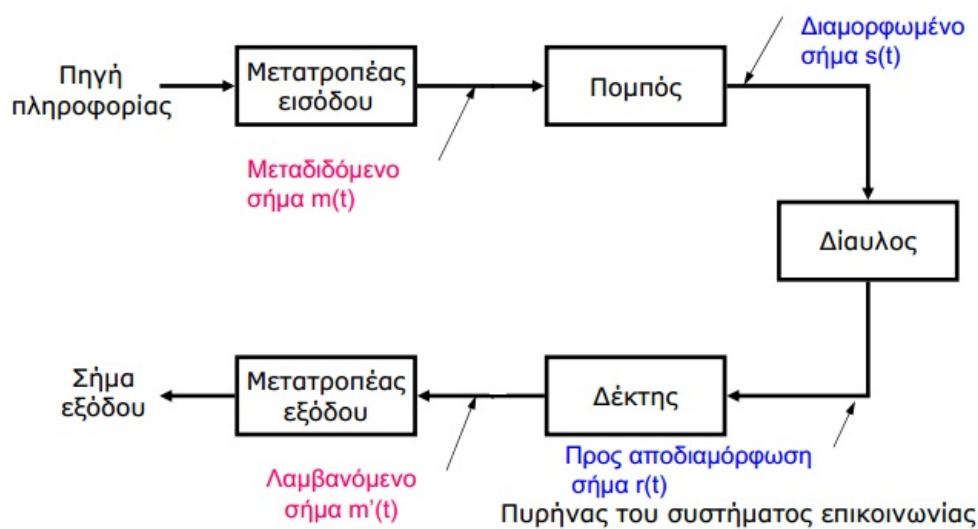 Διαμορφωμένο
σήμα s(t)
Πηγή
πληροφορίας
Μετατροπέας
εισόδου
Πομπός
Μεταδιδόμενο
σήμα m(t)
Δίαυλος
Σήμα
εξόδου
Μετατροπέας
εξόδου
Δέκτης
Λαμβανόμενο
σήμα m’(t)
Προς αποδιαμόρφωση
σήμα r(t)
Πυρήνας του συστήματος επικοινωνίας